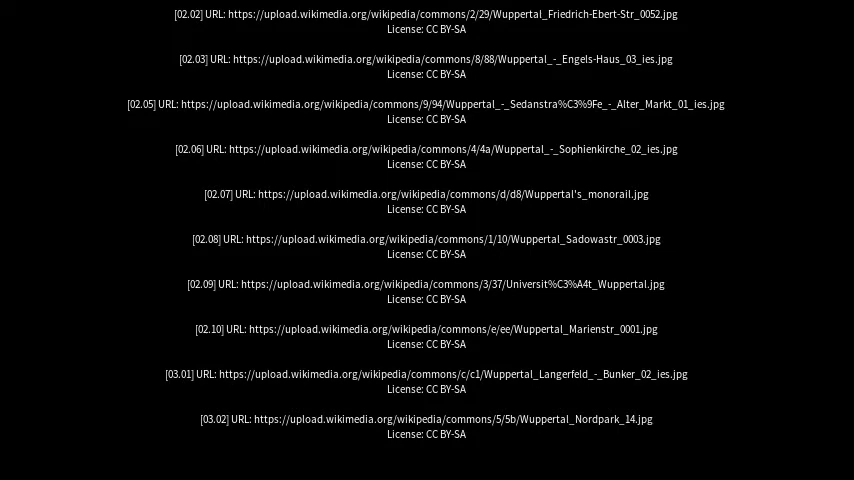 [02.02] URL: https://upload.wikimedia.org/wikipedia/commons/2/29/Wuppertal_Friedrich-Ebert-Str_0052.jpg
License: CC BY-SA
[02.03] URL: https://upload.wikimedia.org/wikipedia/commons/8/88/Wuppertal_-_Engels-Haus_03_ies.jpg
License: CC BY-SA
[02.05] URL: https://upload.wikimedia.org/wikipedia/commons/9/94/Wuppertal_-_Sedanstra%C3%9Fe_-_Alter_Markt_01_ies.jpg
License: CC BY-SA
[02.06] URL: https://upload.wikimedia.org/wikipedia/commons/4/4a/Wuppertal_-_Sophienkirche_02_ies.jpg
License: CC BY-SA
[02.07] URL: https://upload.wikimedia.org/wikipedia/commons/d/d8/Wuppertal's_monorail.jpg
License: CC BY-SA
[02.08] URL: https://upload.wikimedia.org/wikipedia/commons/1/10/Wuppertal_Sadowastr_0003.jpg
License: CC BY-SA
[02.09] URL: https://upload.wikimedia.org/wikipedia/commons/3/37/Universit%C3%A4t_Wuppertal.jpg
License: CC BY-SA
[02.10] URL: https://upload.wikimedia.org/wikipedia/commons/e/ee/Wuppertal_Marienstr_0001.jpg
License: CC BY-SA
[03.01] URL: https://upload.wikimedia.org/wikipedia/commons/c/c1/Wuppertal_Langerfeld_-_Bunker_02_ies.jpg
License: CC BY-SA
[03.02] URL: https://upload.wikimedia.org/wikipedia/commons/5/5b/Wuppertal_Nordpark_14.jpg
License: CC BY-SA